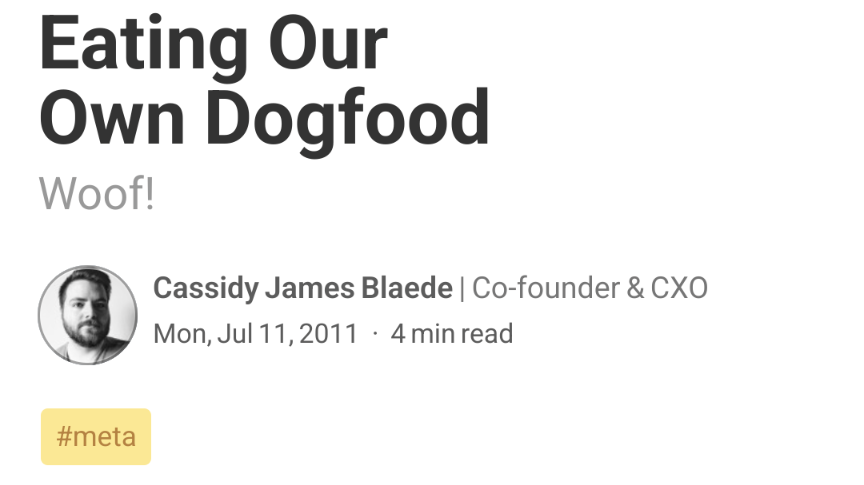 Eating Our
Own Dogfood
Woof!
Cassidy James Blaede | Co-founder & CXO
Mon, Jul 11, 2011 · 4 min read
#meta